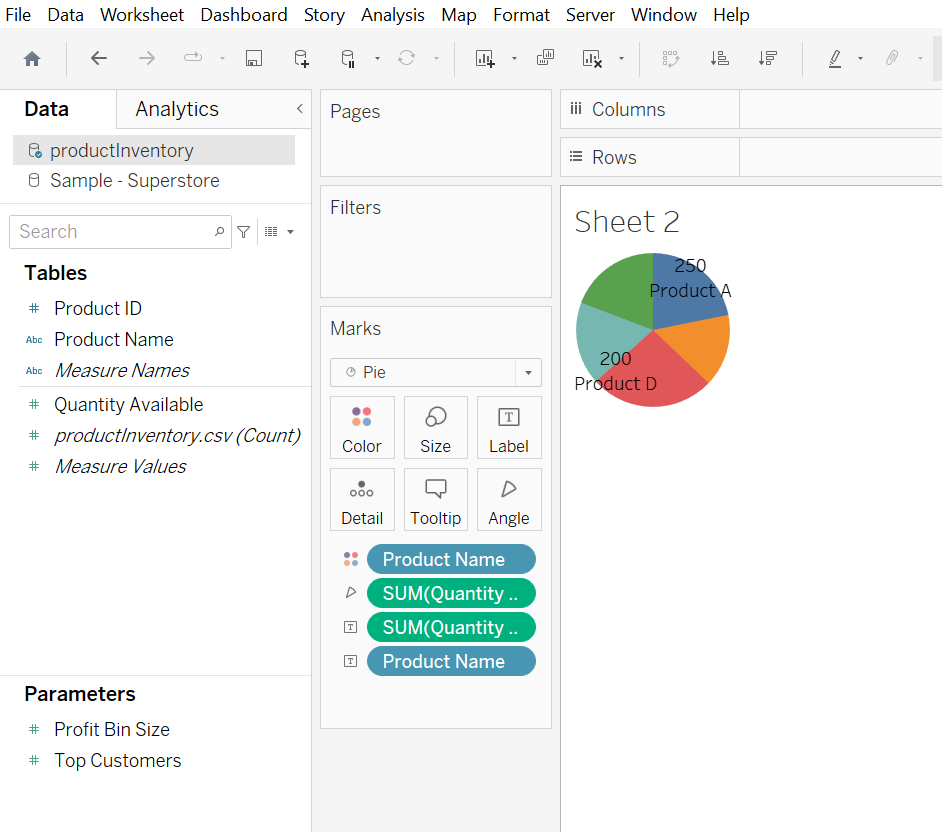 File Data Worksheet Dashboard Story Analysis Map Format Server Window Help
Data Analytics
productInventory
Sample - Superstore
Search
Tables
# Product ID
Abc Product Name
Abc Measure Names
# Quantity Available
# productInventory.csv (Count)
# Measure Values
Parameters
# Profit Bin Size
# Top Customers
Pages
Filters
Marks
Pie
Color Size T Label
Detail Tooltip Angle
Product Name
SUM(Quantity ..
T SUM(Quantity ..
T Product Name
Columns
Rows
Sheet 2
250
Product A
200
Product D